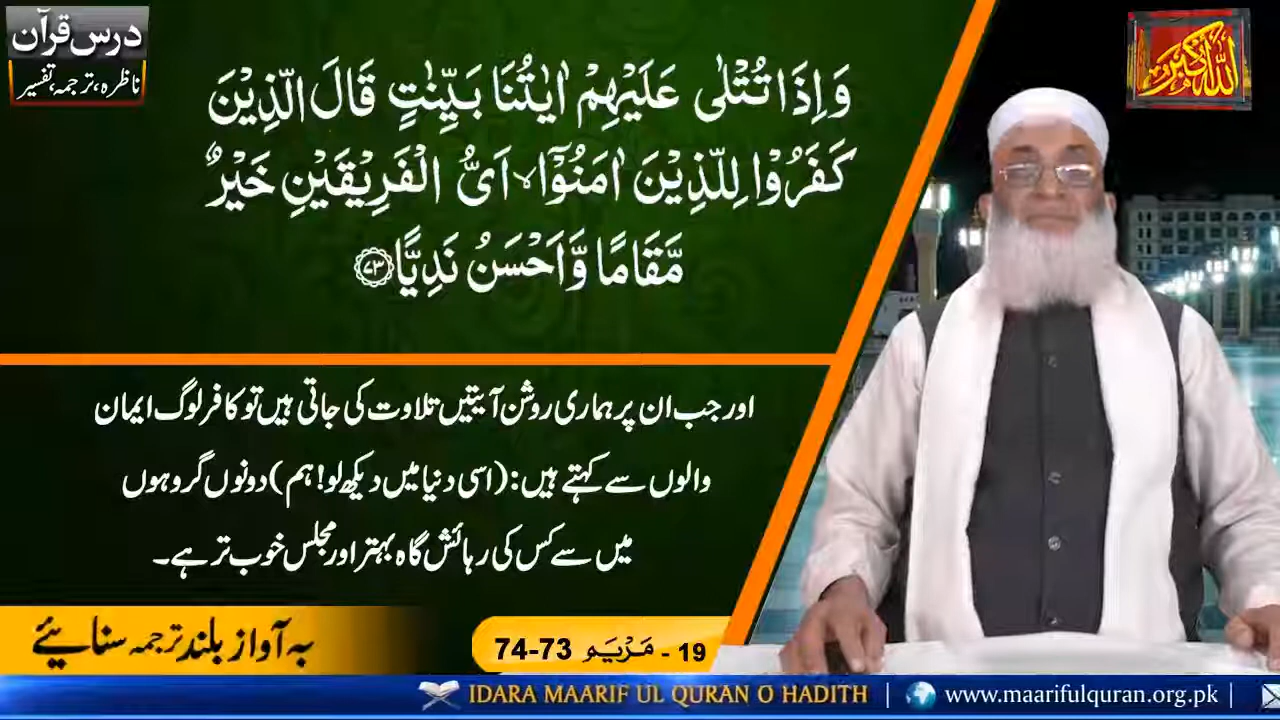 درس قرآن
ناظرہ، ترجمہ، تفسیر
اللہ اکبر
وَاِذَا تُتْلٰى عَلَيْهِمْ اٰيٰتُنَا بَيِّنٰتٍ قَالَ الَّذِيْنَ
كَفَرُوْا لِلَّذِيْنَ اٰمَنُوْٓا ۙ اَىُّ الْفَرِيْقَيْنِ خَيْرٌ
مَّقَامًا وَّاَحْسَنُ نَدِيًّا ۝۷۳
اور جب ان پر ہماری روشن آیتیں تلاوت کی جاتی ہیں تو کافر لوگ ایمان
والوں سے کہتے ہیں: (اسی دنیا میں دیکھ لو! ہم) دونوں گروہوں
میں سے کس کی رہائش گاہ بہتر اور مجلس خوب تر ہے۔
بہ آواز بلند ترجمہ سنائیے
19 - مَرْيَم 73-74
IDARA MAARIF UL QURAN O HADITH | www.maarifulquran.org.pk |